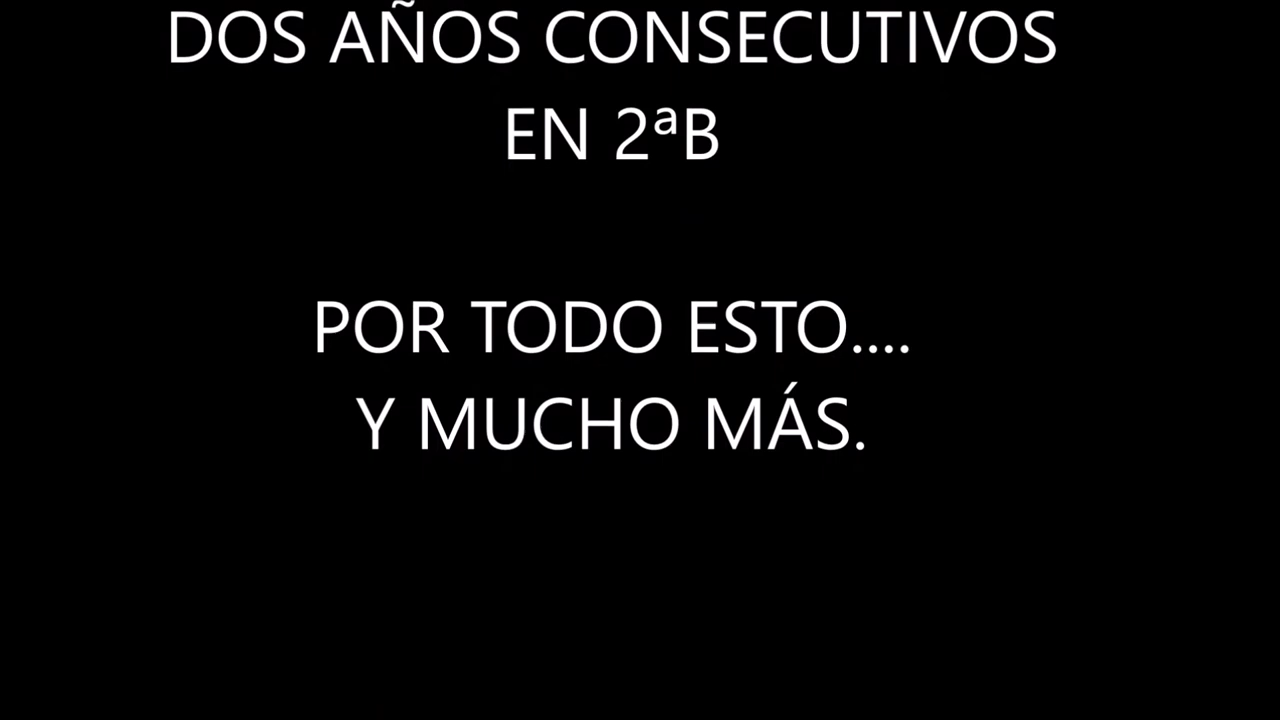 DOS AÑOS CONSECUTIVOS
EN 2ªB
POR TODO ESTO....
Y MUCHO MÁS.